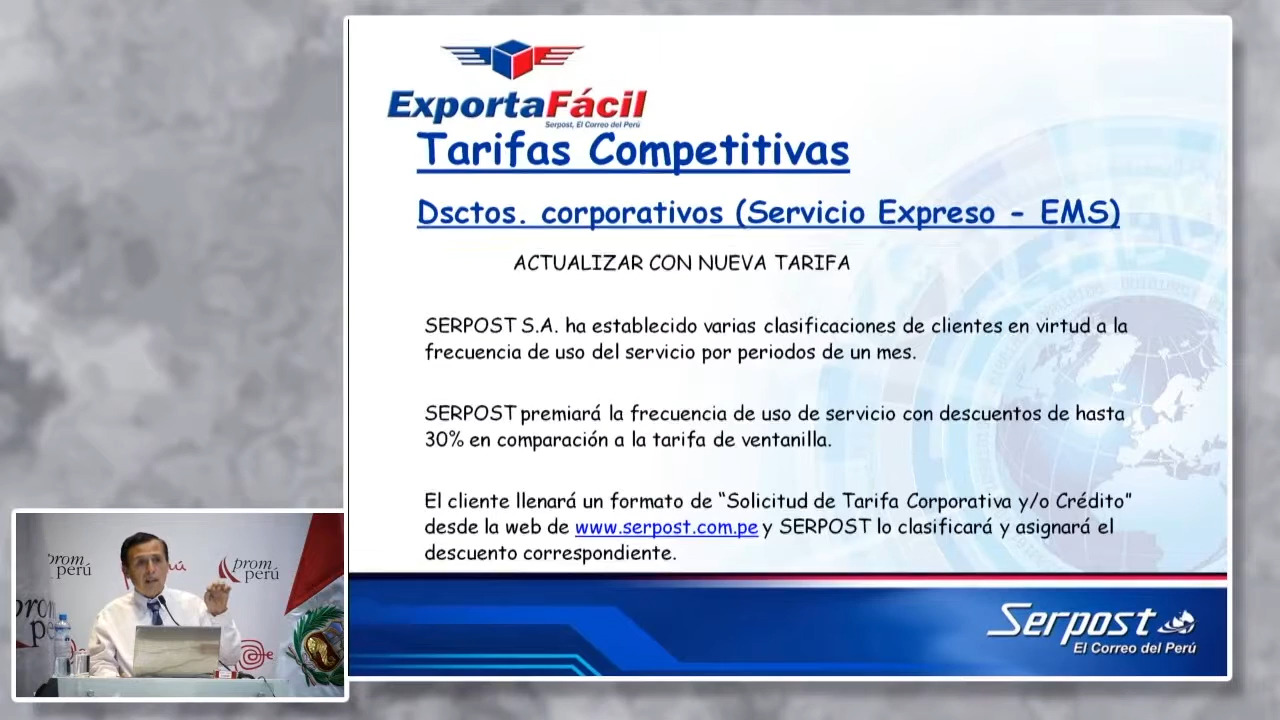 ExportaFácil
Serpost, El Correo del Perú
Tarifas Competitivas
Dsctos. corporativos (Servicio Expreso - EMS)
ACTUALIZAR CON NUEVA TARIFA
SERPOST S.A. ha establecido varias clasificaciones de clientes en virtud a la
frecuencia de uso del servicio por periodos de un mes.
SERPOST premiará la frecuencia de uso de servicio con descuentos de hasta
30% en comparación a la tarifa de ventanilla.
El cliente llenará un formato de “Solicitud de Tarifa Corporativa y/o Crédito”
desde la web de www.serpost.com.pe y SERPOST lo clasificará y asignará el
descuento correspondiente.
Serpost
El Correo del Perú
prom
perú
prom
perú